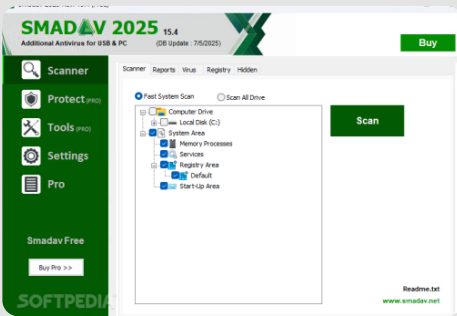 SMADAV 2025 15.4
Additional Antivirus for USB & PC (DB Update : 7/5/2025)
Buy
Scanner
Protect (PRO)
Tools (PRO)
Settings
Pro
Smadav Free
Buy Pro >>
Scanner Reports Virus Registry Hidden
Fast System Scan Scan All Drive
Computer Drive
Local Disk (C:)
System Area
Memory Processes
Services
Registry Area
Default
Start-Up Area
Scan
Readme.txt
www.smadav.net
SOFTPEDIA